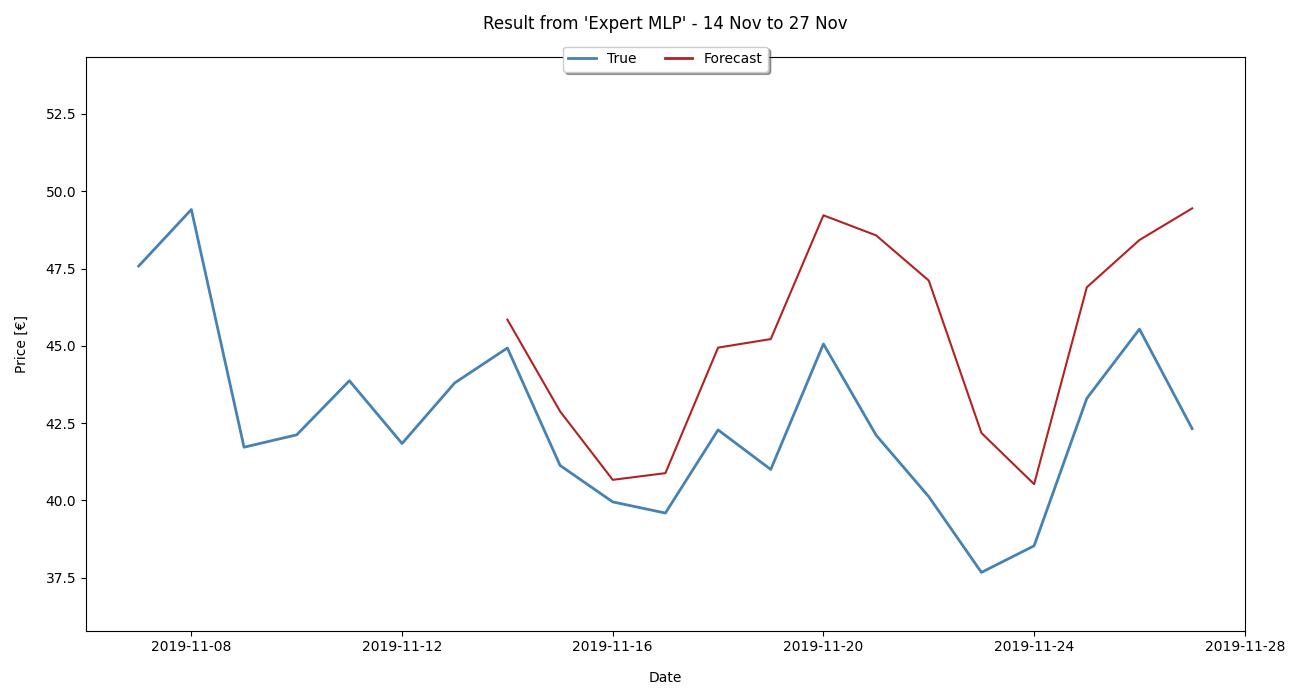 Result from 'Expert MLP' - 14 Nov to 27 Nov
True Forecast
52.5
50.0
47.5
45.0
42.5
40.0
37.5
Price [€]
2019-11-08 2019-11-12 2019-11-16 2019-11-20 2019-11-24 2019-11-28
Date